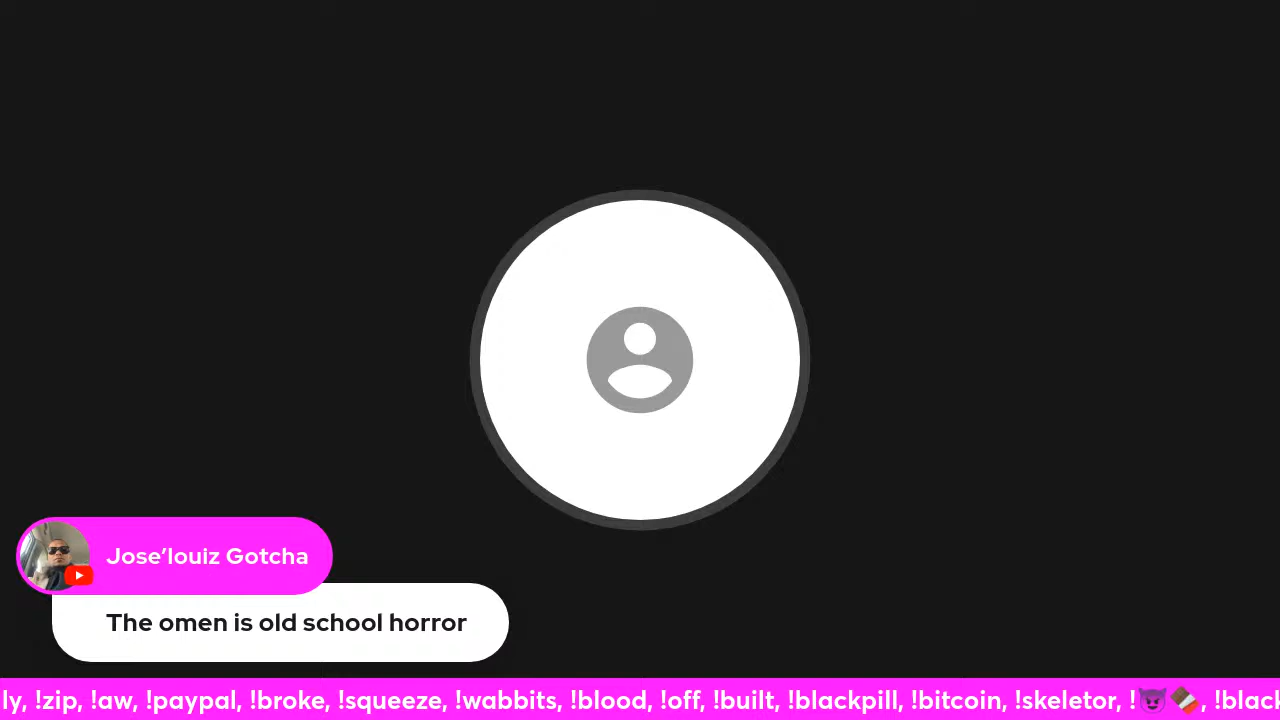 Jose’louiz Gotcha
The omen is old school horror
ly, !zip, !aw, !paypal, !broke, !squeeze, !wabbits, !blood, !off, !built, !blackpill, !bitcoin, !skeletor, !😈🍫, !blac